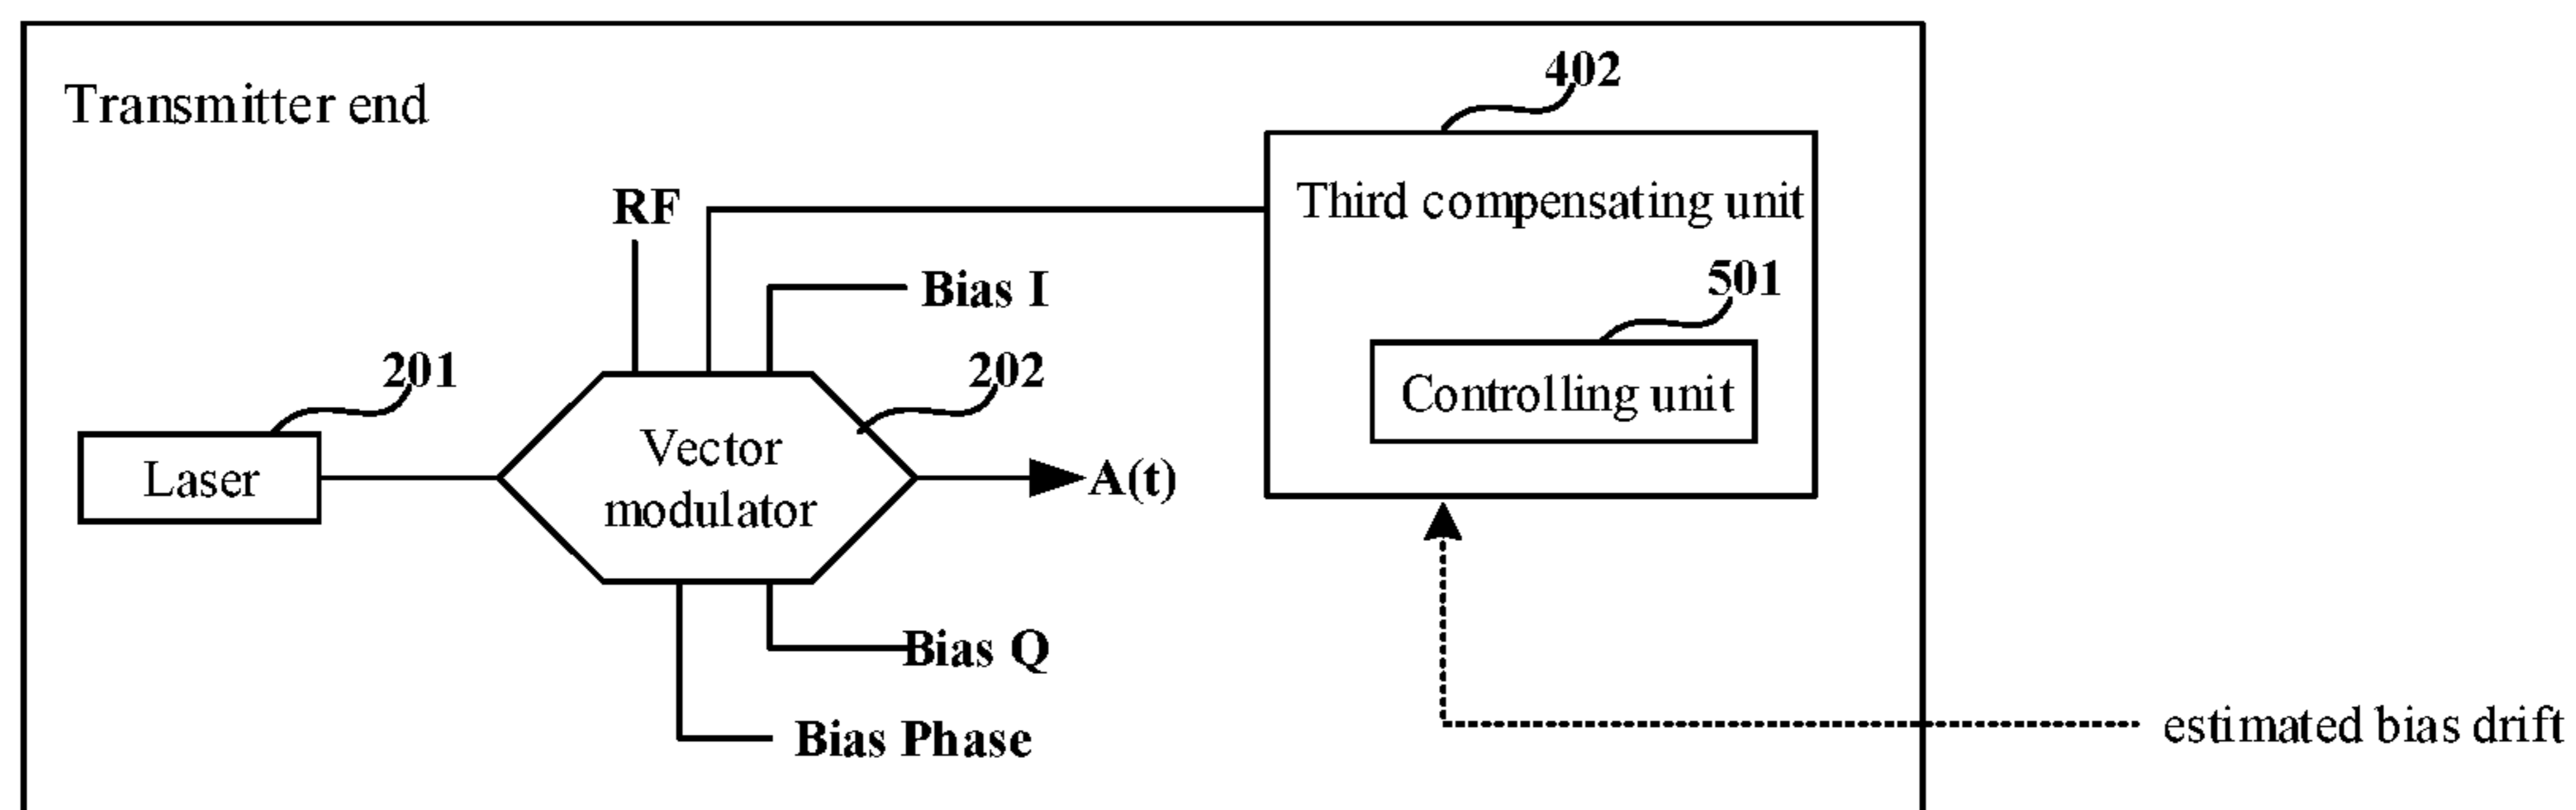 Transmitter end
402
RF
Third compensating unit
Bias I
501
201
202
Controlling unit
Laser
Vector
modulator
A(t)
Bias Q
Bias Phase
estimated bias drift